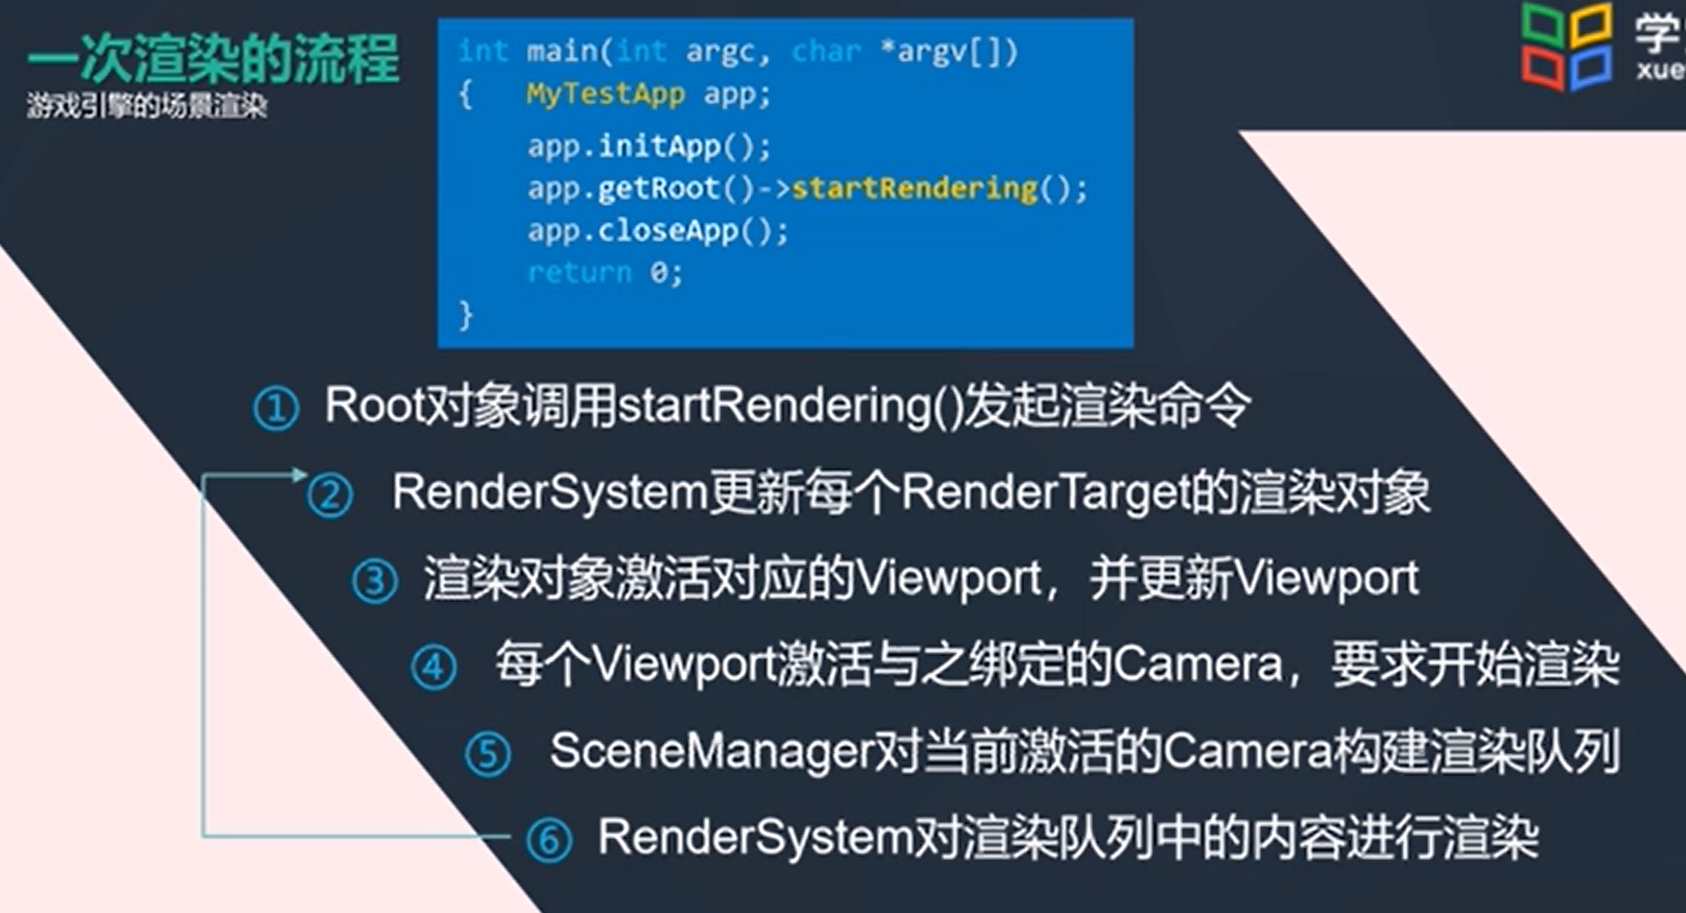 一次渲染的流程
游戏引擎的场景渲染
int main(int argc, char *argv[])
{ MyTestApp app;
app.initApp();
app.getRoot()->startRendering();
app.closeApp();
return 0;
}
学
xue
① Root对象调用startRendering()发起渲染命令
② RenderSystem更新每个RenderTarget的渲染对象
③ 渲染对象激活对应的Viewport，并更新Viewport
④ 每个Viewport激活与之绑定的Camera，要求开始渲染
⑤ SceneManager对当前激活的Camera构建渲染队列
⑥ RenderSystem对渲染队列中的内容进行渲染